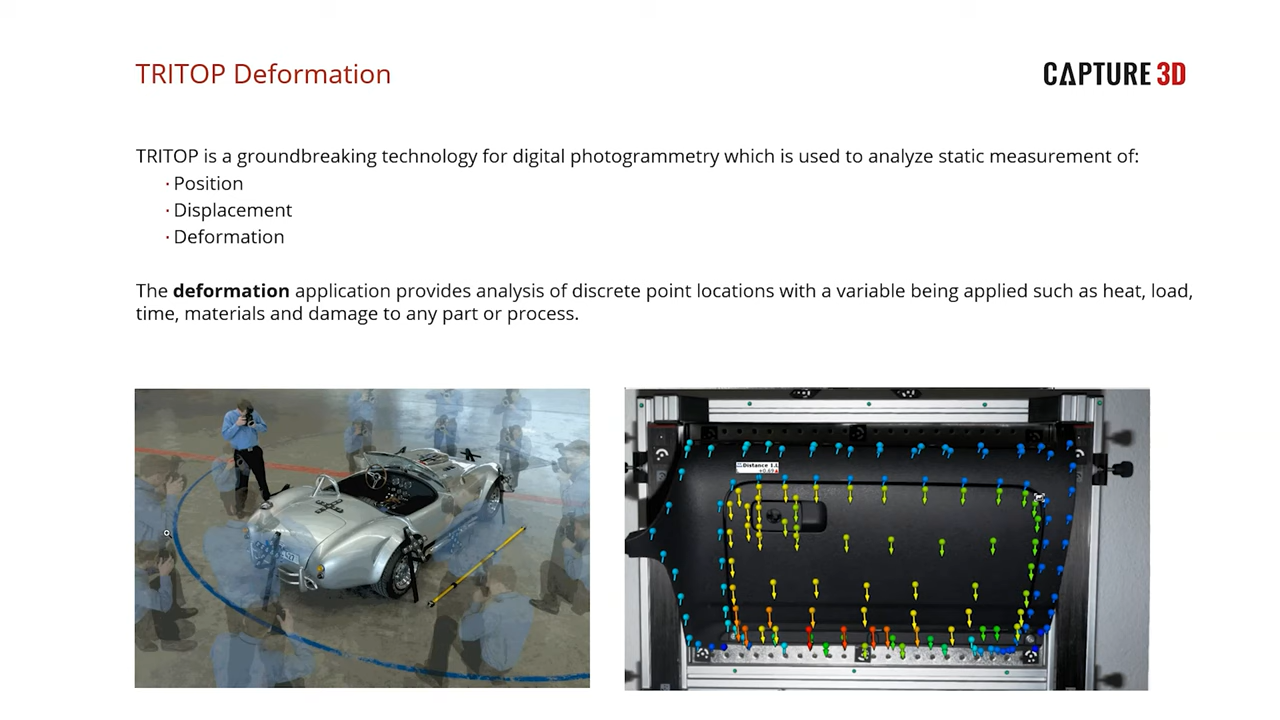 TRITOP Deformation
CAPTURE 3D
TRITOP is a groundbreaking technology for digital photogrammetry which is used to analyze static measurement of:
· Position
· Displacement
· Deformation
The deformation application provides analysis of discrete point locations with a variable being applied such as heat, load,
time, materials and damage to any part or process.